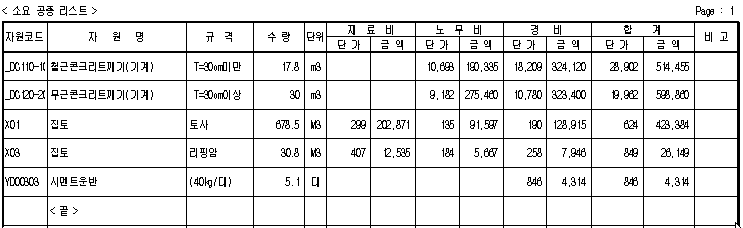 < 소요 공종 리스트 > Page : 1
자원코드 자 원 명 규 격 수 량 단위 재 료 비 노 무 비 경 비 합 계 비 고
단 가 금 액 단 가 금 액 단 가 금 액 단 가 금 액
_DC110-10 철근콘크리트깨기(기계) T=30㎝미만 17.8 m3 10,693 190,335 18,209 324,120 28,902 514,455
_DC120-20 무근콘크리트깨기(기계) T=30㎝이상 30 m3 9,182 275,460 10,780 323,400 19,962 598,860
X01 집토 토사 678.5 M3 299 202,871 135 91,597 190 128,915 624 423,384
X03 집토 리핑암 30.8 M3 407 12,535 184 5,667 258 7,946 849 26,149
YD00303 시멘트운반 (40kg/대) 5.1 대 846 4,314 846 4,314
< 끝 >